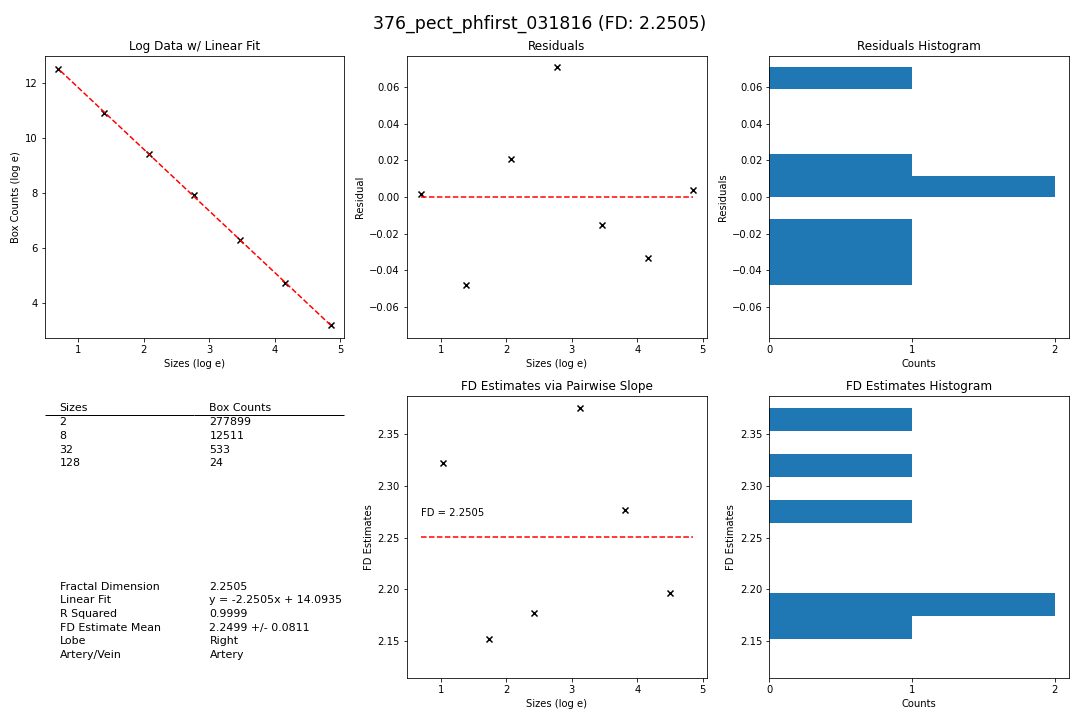 376_pect_phfirst_031816 (FD: 2.2505)
Log Data w/ Linear Fit
Box Counts (log e)
12
10
8
6
4
1 2 3 4 5
Sizes (log e)
Residuals
Residual
0.06
0.04
0.02
0.00
−0.02
−0.04
−0.06
1 2 3 4 5
Sizes (log e)
Residuals Histogram
Residuals
0.06
0.04
0.02
0.00
−0.02
−0.04
−0.06
0 1 2
Counts
Sizes Box Counts
2 277899
8 12511
32 533
128 24
Fractal Dimension 2.2505
Linear Fit y = -2.2505x + 14.0935
R Squared 0.9999
FD Estimate Mean 2.2499 +/- 0.0811
Lobe Right
Artery/Vein Artery
FD Estimates via Pairwise Slope
FD Estimates
2.35
2.30
2.25
2.20
2.15
FD = 2.2505
1 2 3 4 5
Sizes (log e)
FD Estimates Histogram
FD Estimates
2.35
2.30
2.25
2.20
2.15
0 1 2
Counts